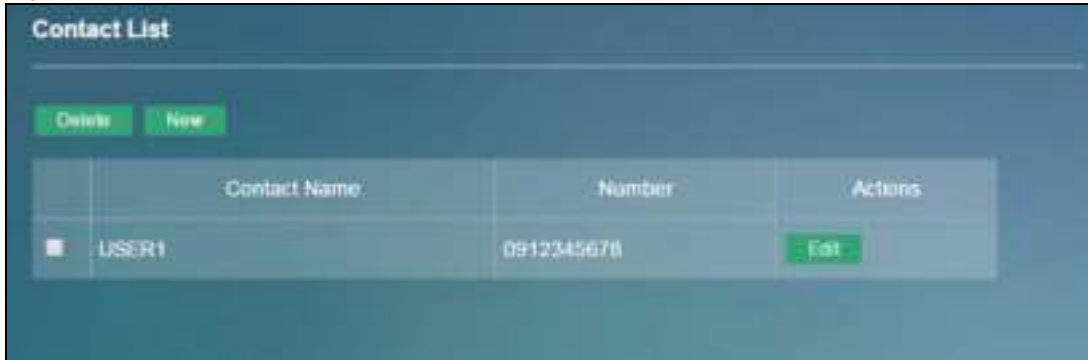 Contact List
Delete New
Contact Name Number Actions
USER1 0912345678 Edit